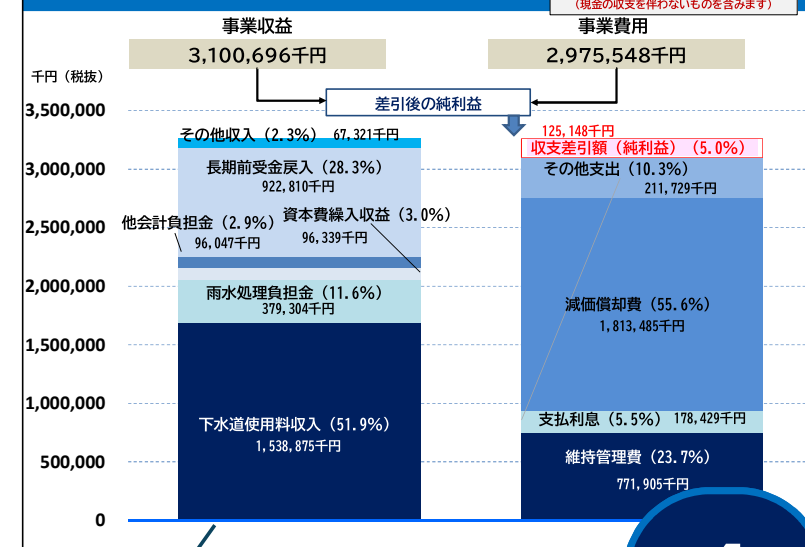 （現金の収支を伴わないものを含みます）
事業収益
事業費用
3,100,696千円
2,975,548千円
千円（税抜）
差引後の純利益
3,500,000
3,000,000
2,500,000
2,000,000
1,500,000
1,000,000
500,000
0
その他収入（2.3%） 67,321千円
長期前受金戻入（28.3%）
922,810千円
他会計負担金（2.9%）
96,047千円
資本費繰入収益（3.0%）
96,339千円
雨水処理負担金（11.6%）
379,304千円
下水道使用料収入（51.9%）
1,538,875千円
125,148千円
収支差引額（純利益）（5.0%）
その他支出（10.3%）
211,729千円
減価償却費（55.6%）
1,813,485千円
支払利息（5.5%） 178,429千円
維持管理費（23.7%）
771,905千円